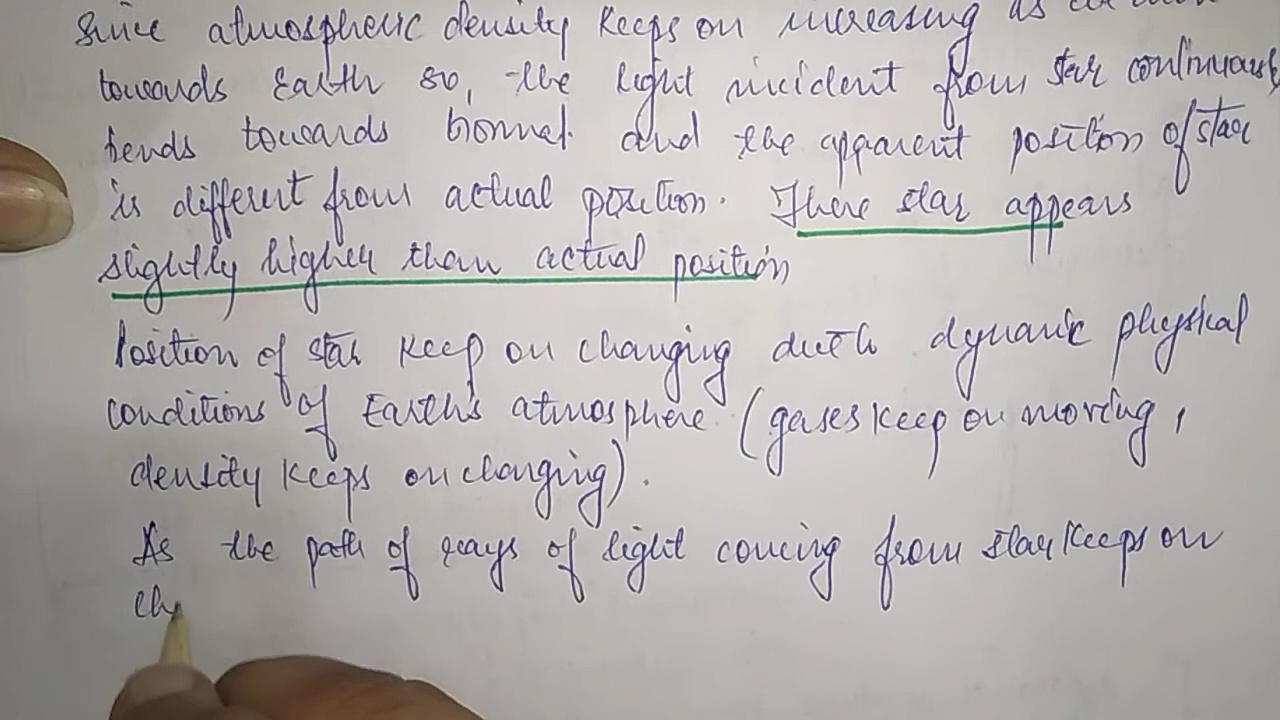 Since atmospheric density keeps on increasing as
towards Earth so, the light incident from star continuously
bends towards normal and the apparent position of star
is different from actual position. There star appears
slightly higher than actual position
Position of star keep on changing due to dynamic physical
conditions of Earth's atmosphere (gases keep on moving,
density keeps on changing).
As the path of rays of light coming from star keeps on
ch